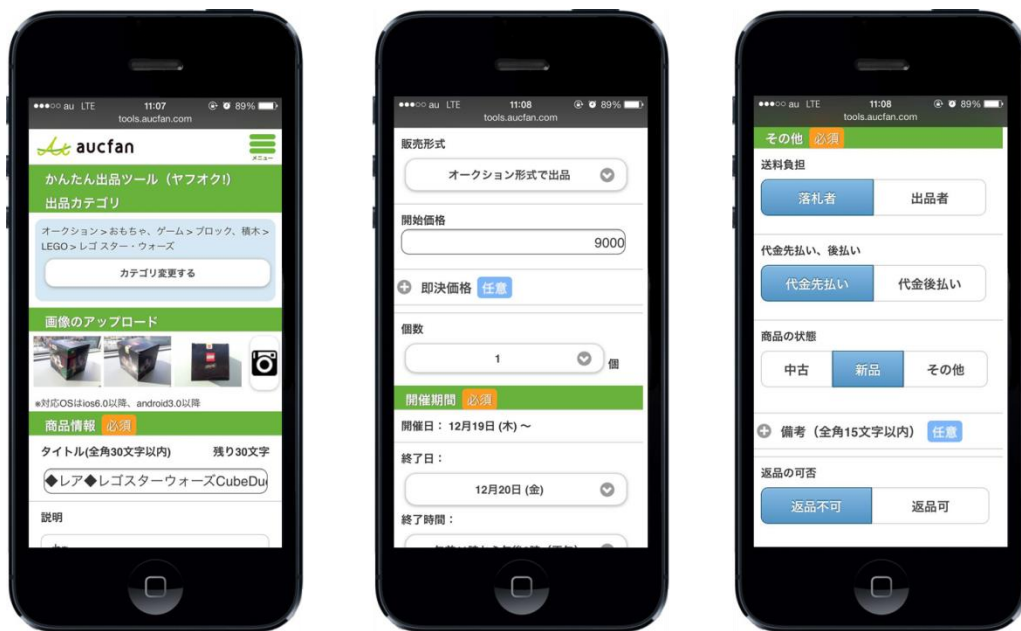 ●●●○○ au LTE 11:07 89%
tools.aucfan.com
aucfan
メニュー
かんたん出品ツール（ヤフオク!）
出品カテゴリ
オークション > おもちゃ、ゲーム > ブロック、積木 >
LEGO > レゴ スター・ウォーズ
カテゴリ変更する
画像のアップロード
※対応OSはios6.0以降、android3.0以降
商品情報 必須
タイトル(全角30文字以内) 残り30文字
◆レア◆レゴスターウォーズCubeDu
説明
●●●○○ au LTE 11:08 89%
tools.aucfan.com
販売形式
オークション形式で出品
開始価格
9000
即決価格 任意
個数
1 個
開催期間 必須
開催日： 12月19日 (木) ～
終了日：
12月20日 (金)
終了時間：
●●●○○ au LTE 11:08 89%
tools.aucfan.com
その他 必須
送料負担
落札者 出品者
代金先払い、後払い
代金先払い 代金後払い
商品の状態
中古 新品 その他
備考（全角15文字以内） 任意
返品の可否
返品不可 返品可